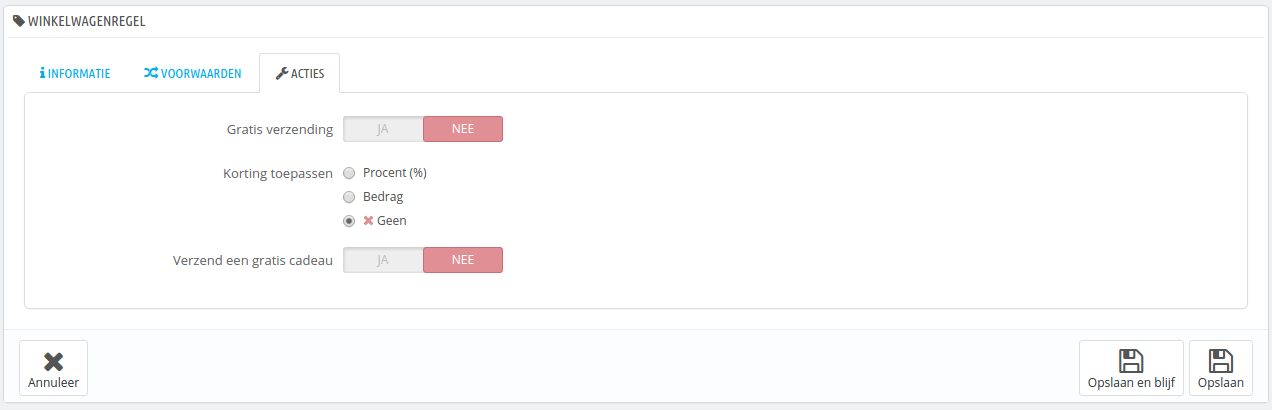 WINKELWAGENREGEL
INFORMATIE
VOORWAARDEN
ACTIES
Gratis verzending
JA
NEE
Korting toepassen
Procent (%)
Bedrag
Geen
Verzend een gratis cadeau
JA
NEE
Annuleer
Opslaan en blijf
Opslaan